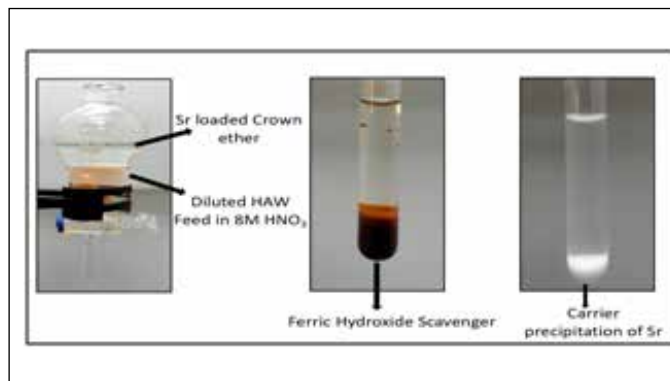 Sr loaded Crown
ether
Diluted HAW
Feed in 8M HNO₃
Ferric Hydroxide Scavenger
Carrier
precipitation of Sr